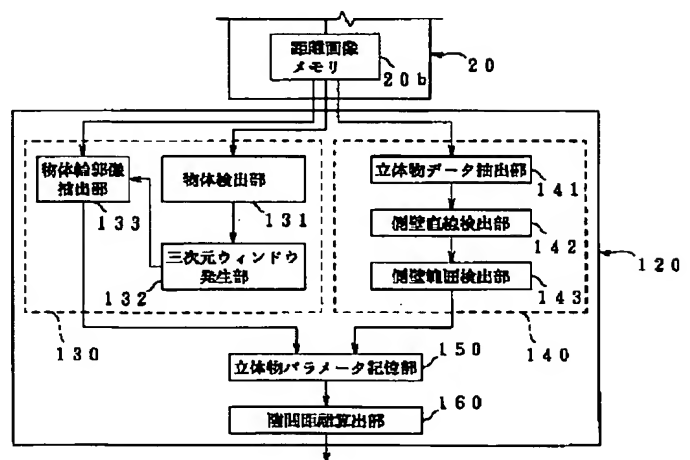 距離画像
メモリ
20b
20
物体輪郭像
抽出部
133
物体検出部
131
三次元ウィンドウ
発生部
132
130
立体物データ抽出部
141
側壁直線検出部
142
側壁範囲検出部
143
140
120
立体物パラメータ記憶部
150
隙間距離算出部
160